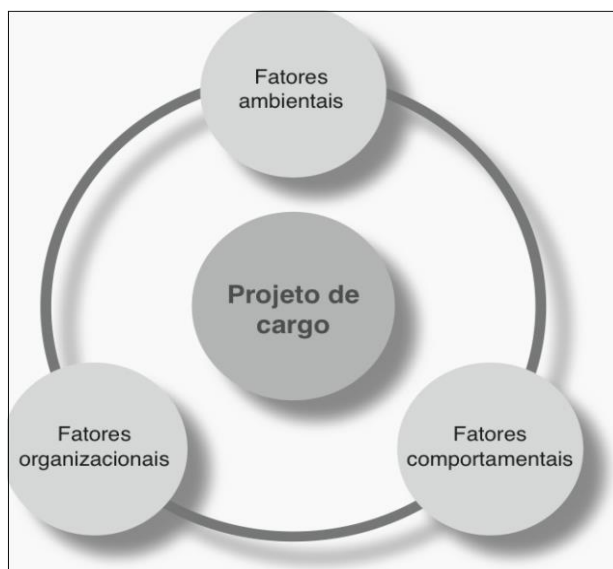 Fatores
ambientais
Projeto de
cargo
Fatores
organizacionais
Fatores
comportamentais